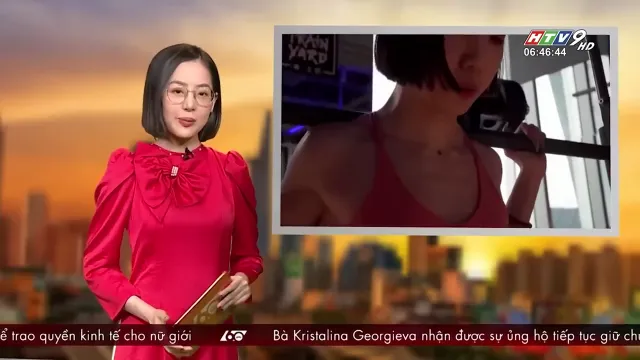 TRAIN
YARD
HTV9 HD
06:46:44
ể trao quyền kinh tế cho nữ giới
60
Bà Kristalina Georgieva nhận được sự ủng hộ tiếp tục giữ ch